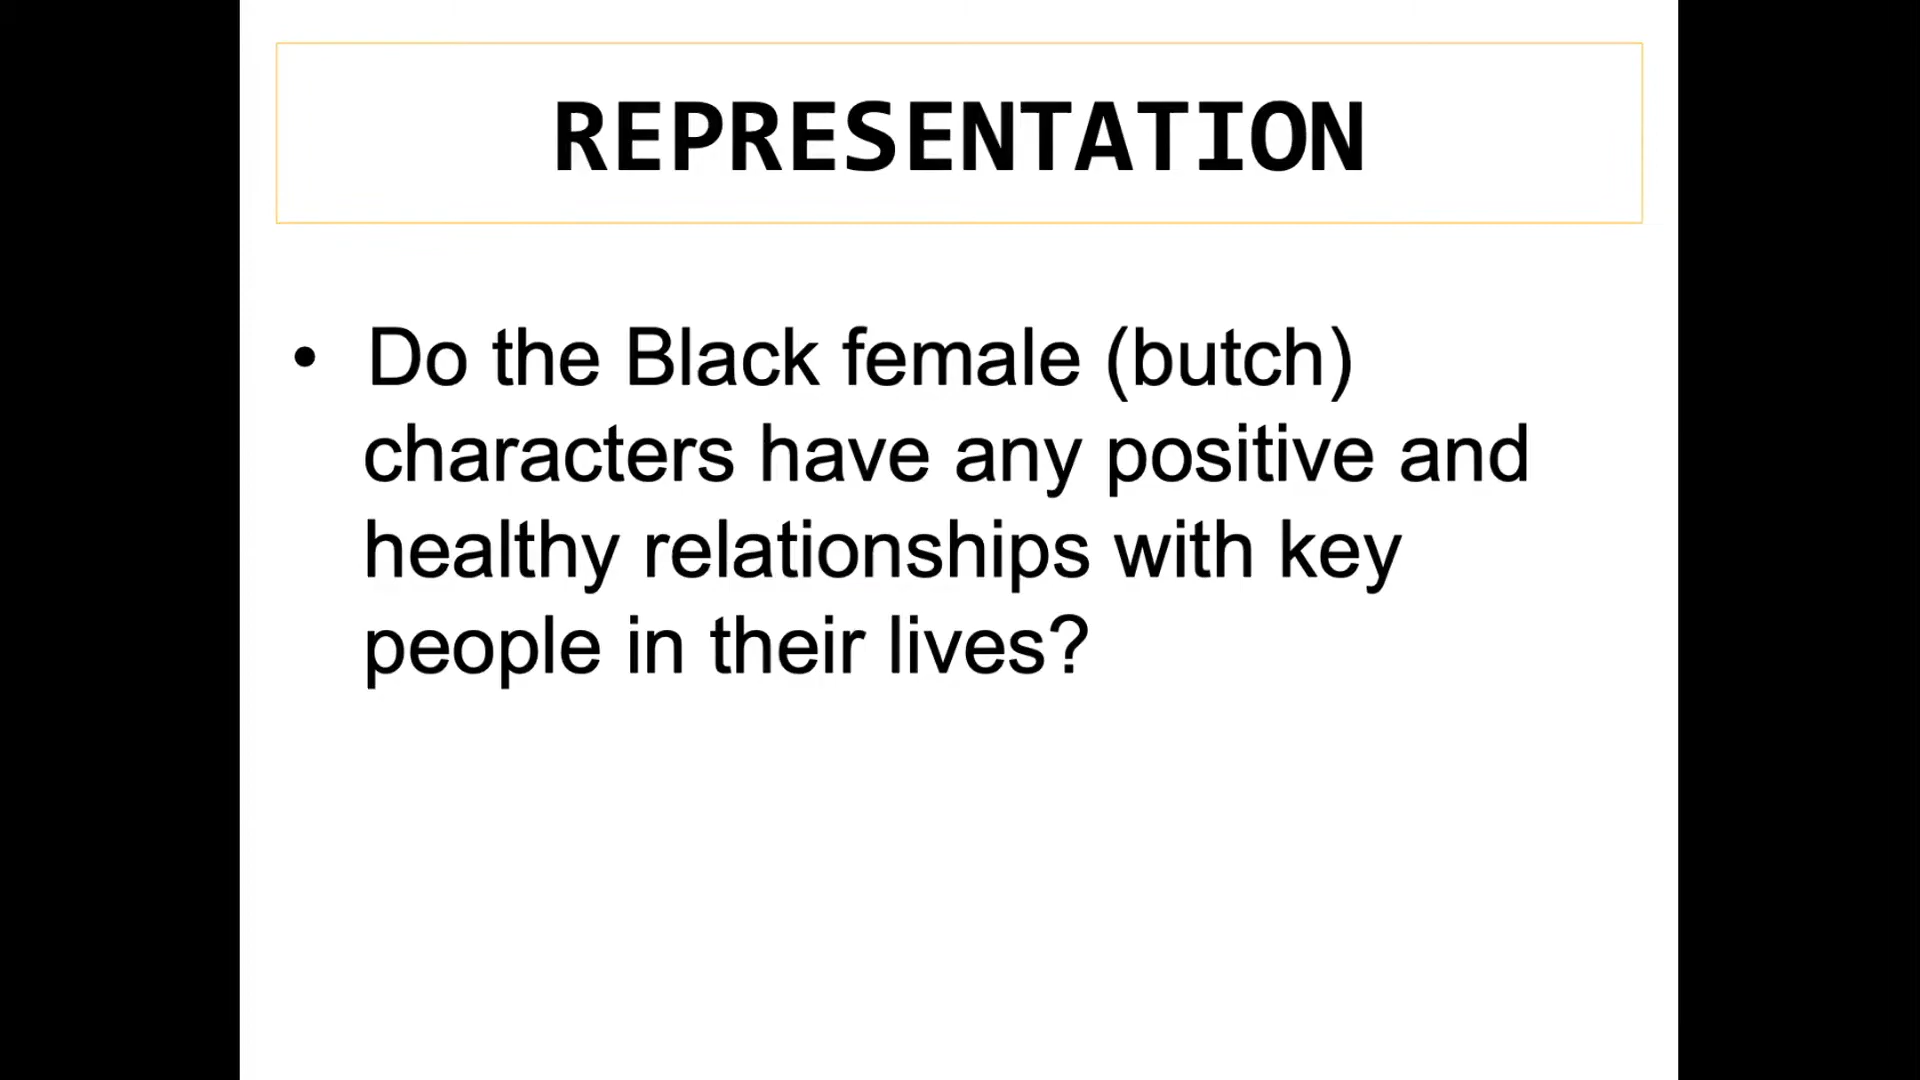 REPRESENTATION
• Do the Black female (butch)
characters have any positive and
healthy relationships with key
people in their lives?